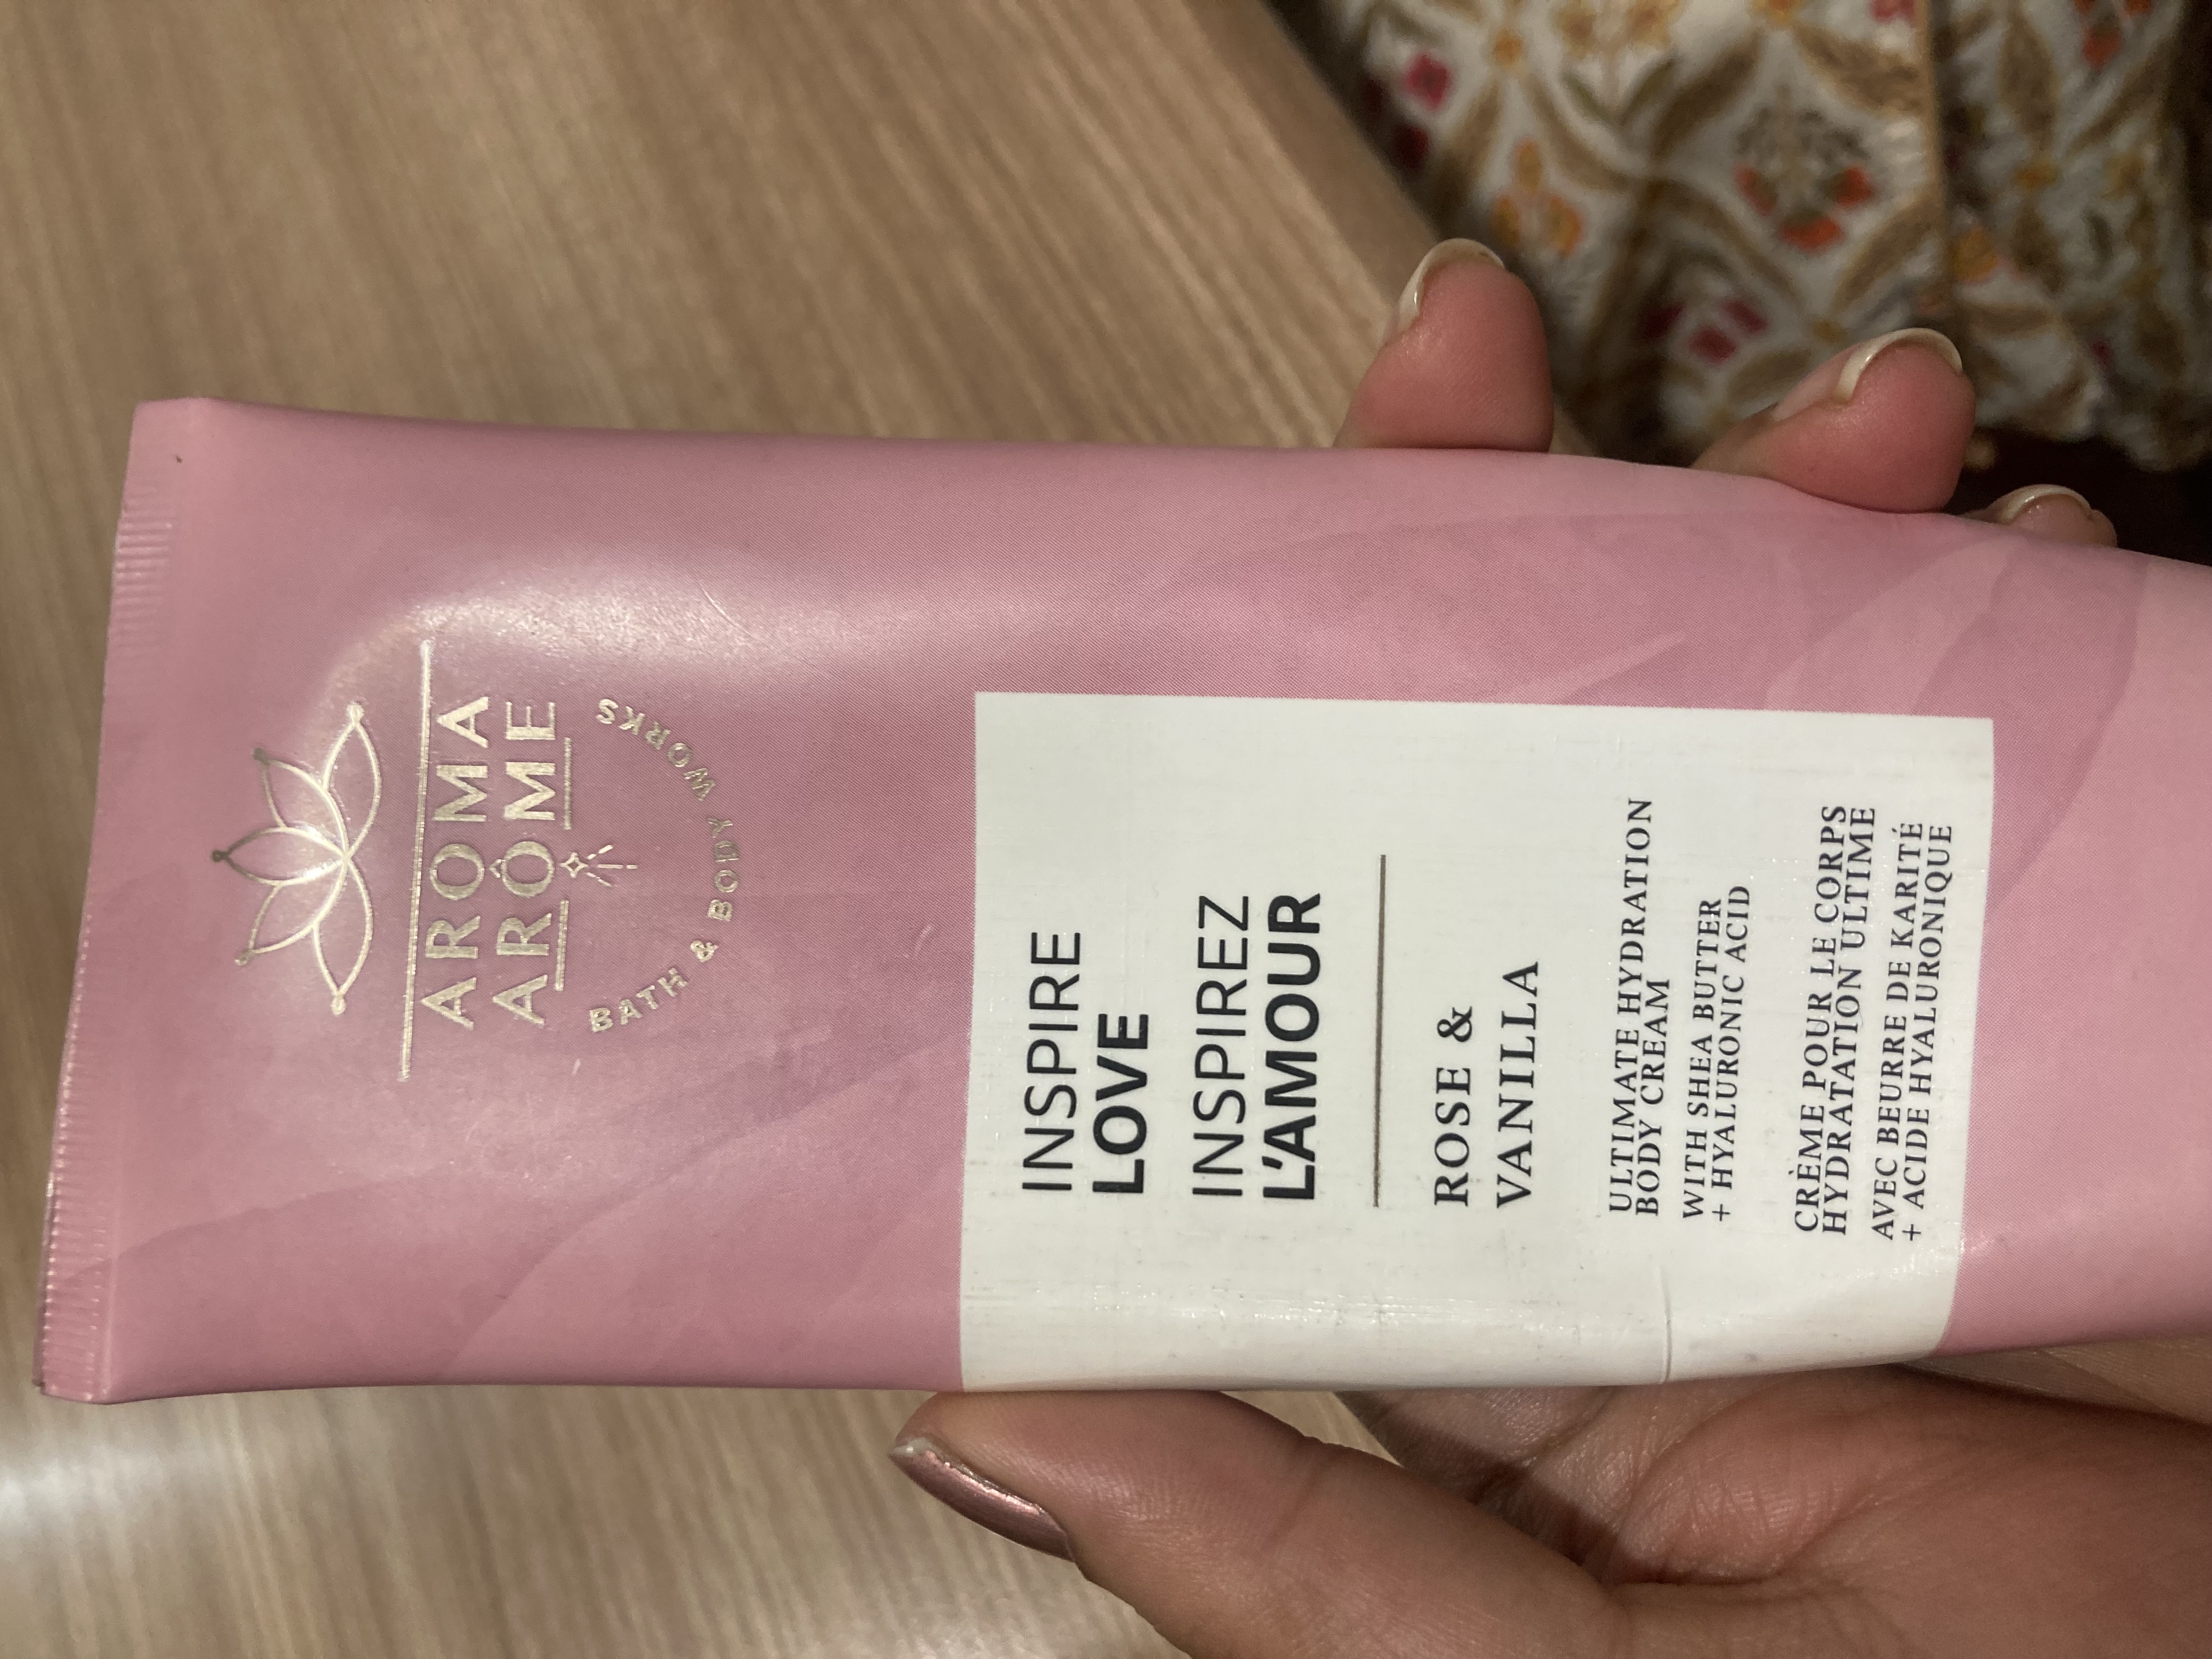 AROMA
ARÔME
BATH & BODY WORKS
INSPIRE
LOVE
INSPIREZ
L'AMOUR
ROSE &
VANILLA
ULTIMATE HYDRATION
BODY CREAM
WITH SHEA BUTTER
+ HYALURONIC ACID
CRÈME POUR LE CORPS
HYDRATATION ULTIME
AVEC BEURRE DE KARITÉ
+ ACIDE HYALURONIQUE